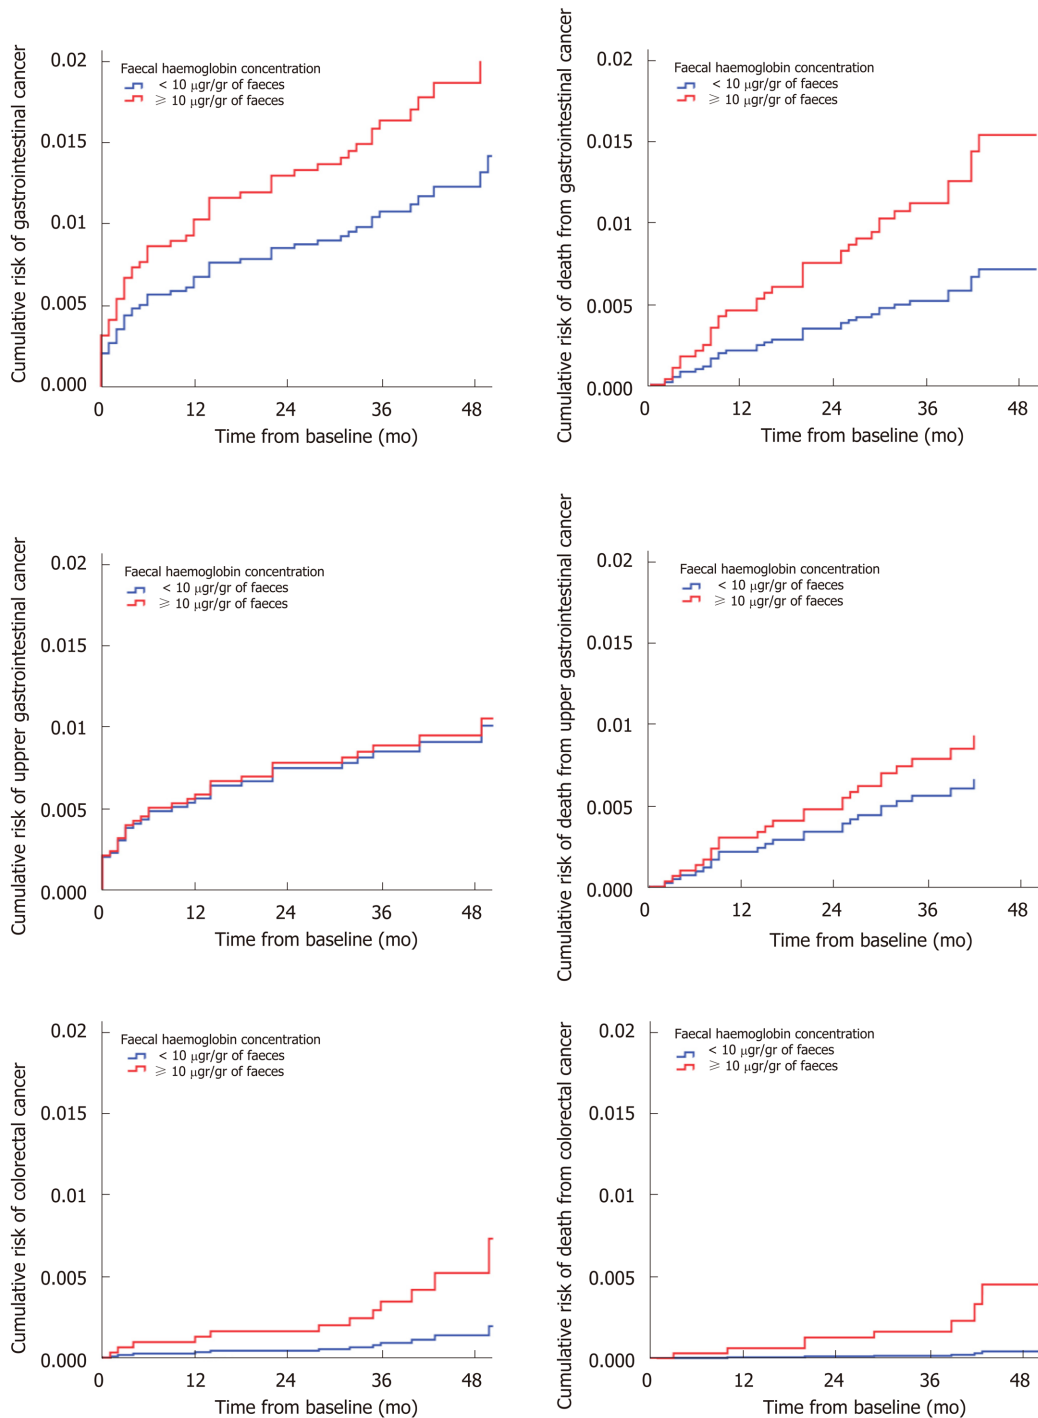 Cumulative risk of gastrointestinal cancer
0.02
0.015
0.01
0.005
0.000
Faecal haemoglobin concentration
< 10 μgr/gr of faeces
⩾ 10 μgr/gr of faeces
0 12 24 36 48
Time from baseline (mo)
Cumulative risk of death from gastrointestinal cancer
0.02
0.015
0.01
0.005
0.000
Faecal haemoglobin concentration
< 10 μgr/gr of faeces
⩾ 10 μgr/gr of faeces
0 12 24 36 48
Time from baseline (mo)
Cumulative risk of upprer gastrointestinal cancer
0.02
0.015
0.01
0.005
0.000
Faecal haemoglobin concentration
< 10 μgr/gr of faeces
⩾ 10 μgr/gr of faeces
0 12 24 36 48
Time from baseline (mo)
Cumulative risk of death from upper gastrointestinal cancer
0.02
0.015
0.01
0.005
0.000
Faecal haemoglobin concentration
< 10 μgr/gr of faeces
⩾ 10 μgr/gr of faeces
0 12 24 36 48
Time from baseline (mo)
Cumulative risk of colorectal cancer
0.02
0.015
0.01
0.005
0.000
Faecal haemoglobin concentration
< 10 μgr/gr of faeces
⩾ 10 μgr/gr of faeces
0 12 24 36 48
Time from baseline (mo)
Cumulative risk of death from colorectal cancer
0.02
0.015
0.01
0.005
0.000
Faecal haemoglobin concentration
< 10 μgr/gr of faeces
⩾ 10 μgr/gr of faeces
0 12 24 36 48
Time from baseline (mo)